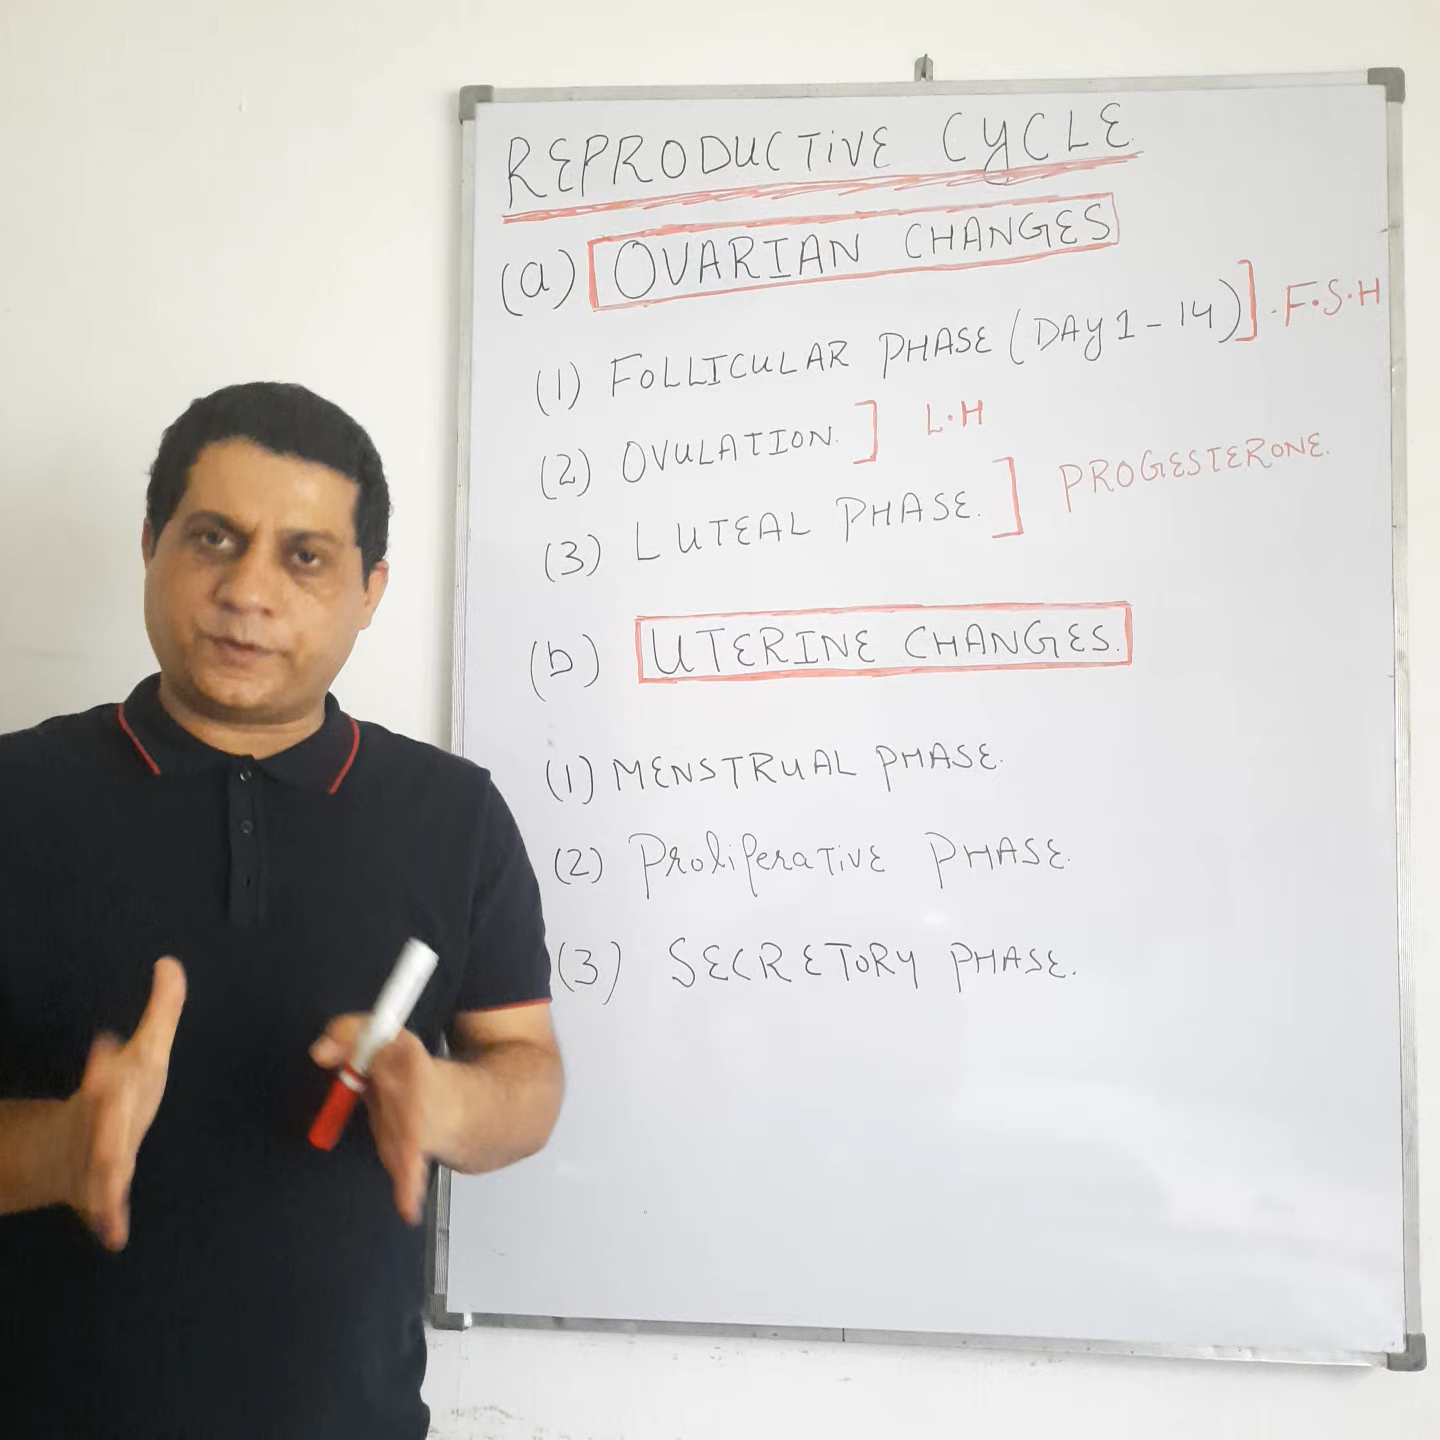 REPRODUCTIVE CYCLE
(a) OVARIAN CHANGES
(1) FOLLICULAR PHASE (DAY 1 - 14)] . F.S.H
(2) OVULATION. ] L.H
(3) LUTEAL PHASE. ] PROGESTERONE.
(b) UTERINE CHANGES.
(1) MENSTRUAL PHASE.
(2) ProliferaTivE PHASE.
(3) SECRETORY PHASE.